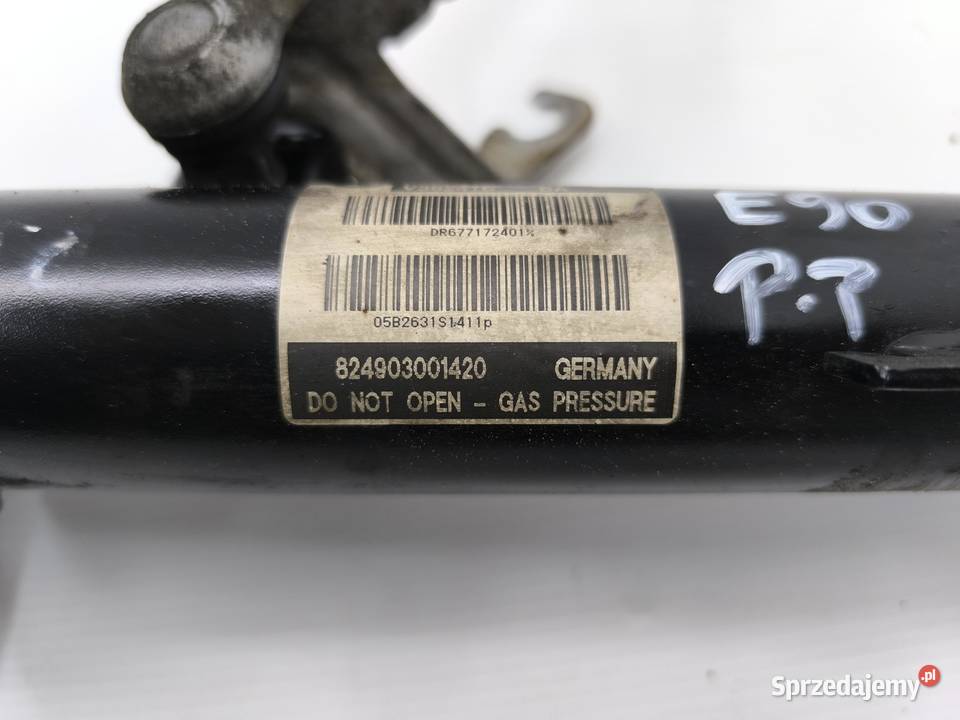 DR677172401%
05B2631S1411p
824903001420 GERMANY
DO NOT OPEN - GAS PRESSURE
E90
P.P
Sprzedajemy.pl